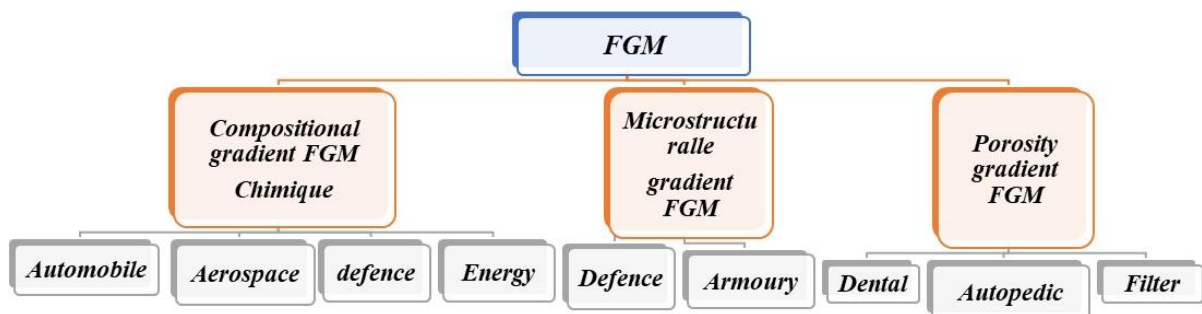 FGM
Compositional
gradient FGM
Chimique
Microstructu
ralle
gradient
FGM
Porosity
gradient
FGM
Automobile
Aerospace
defence
Energy
Defence
Armoury
Dental
Autopedic
Filter